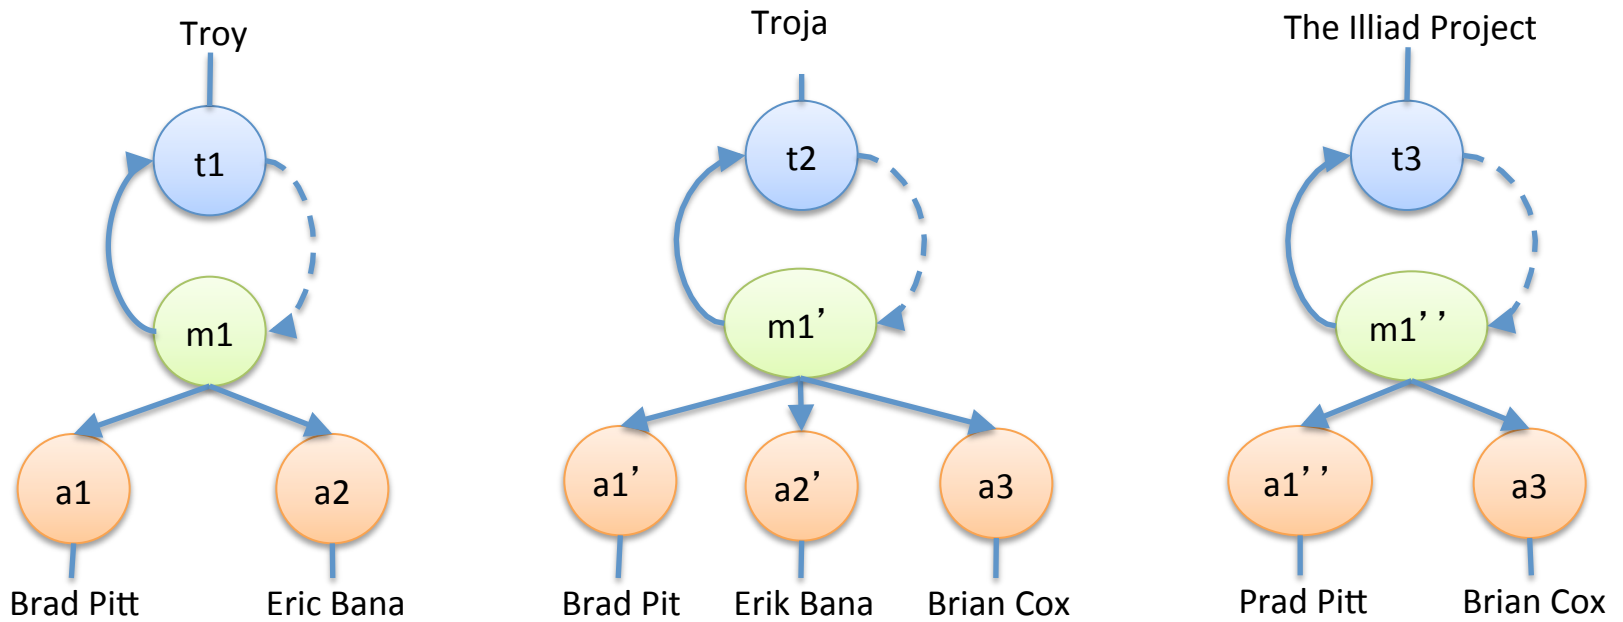 Troy
Troja
The Illiad Project
t1
t2
t3
m1
m1’
m1’’
a1
a2
a1’
a2’
a3
a1’’
a3
Brad Pitt
Eric Bana
Brad Pit
Erik Bana
Brian Cox
Prad Pitt
Brian Cox